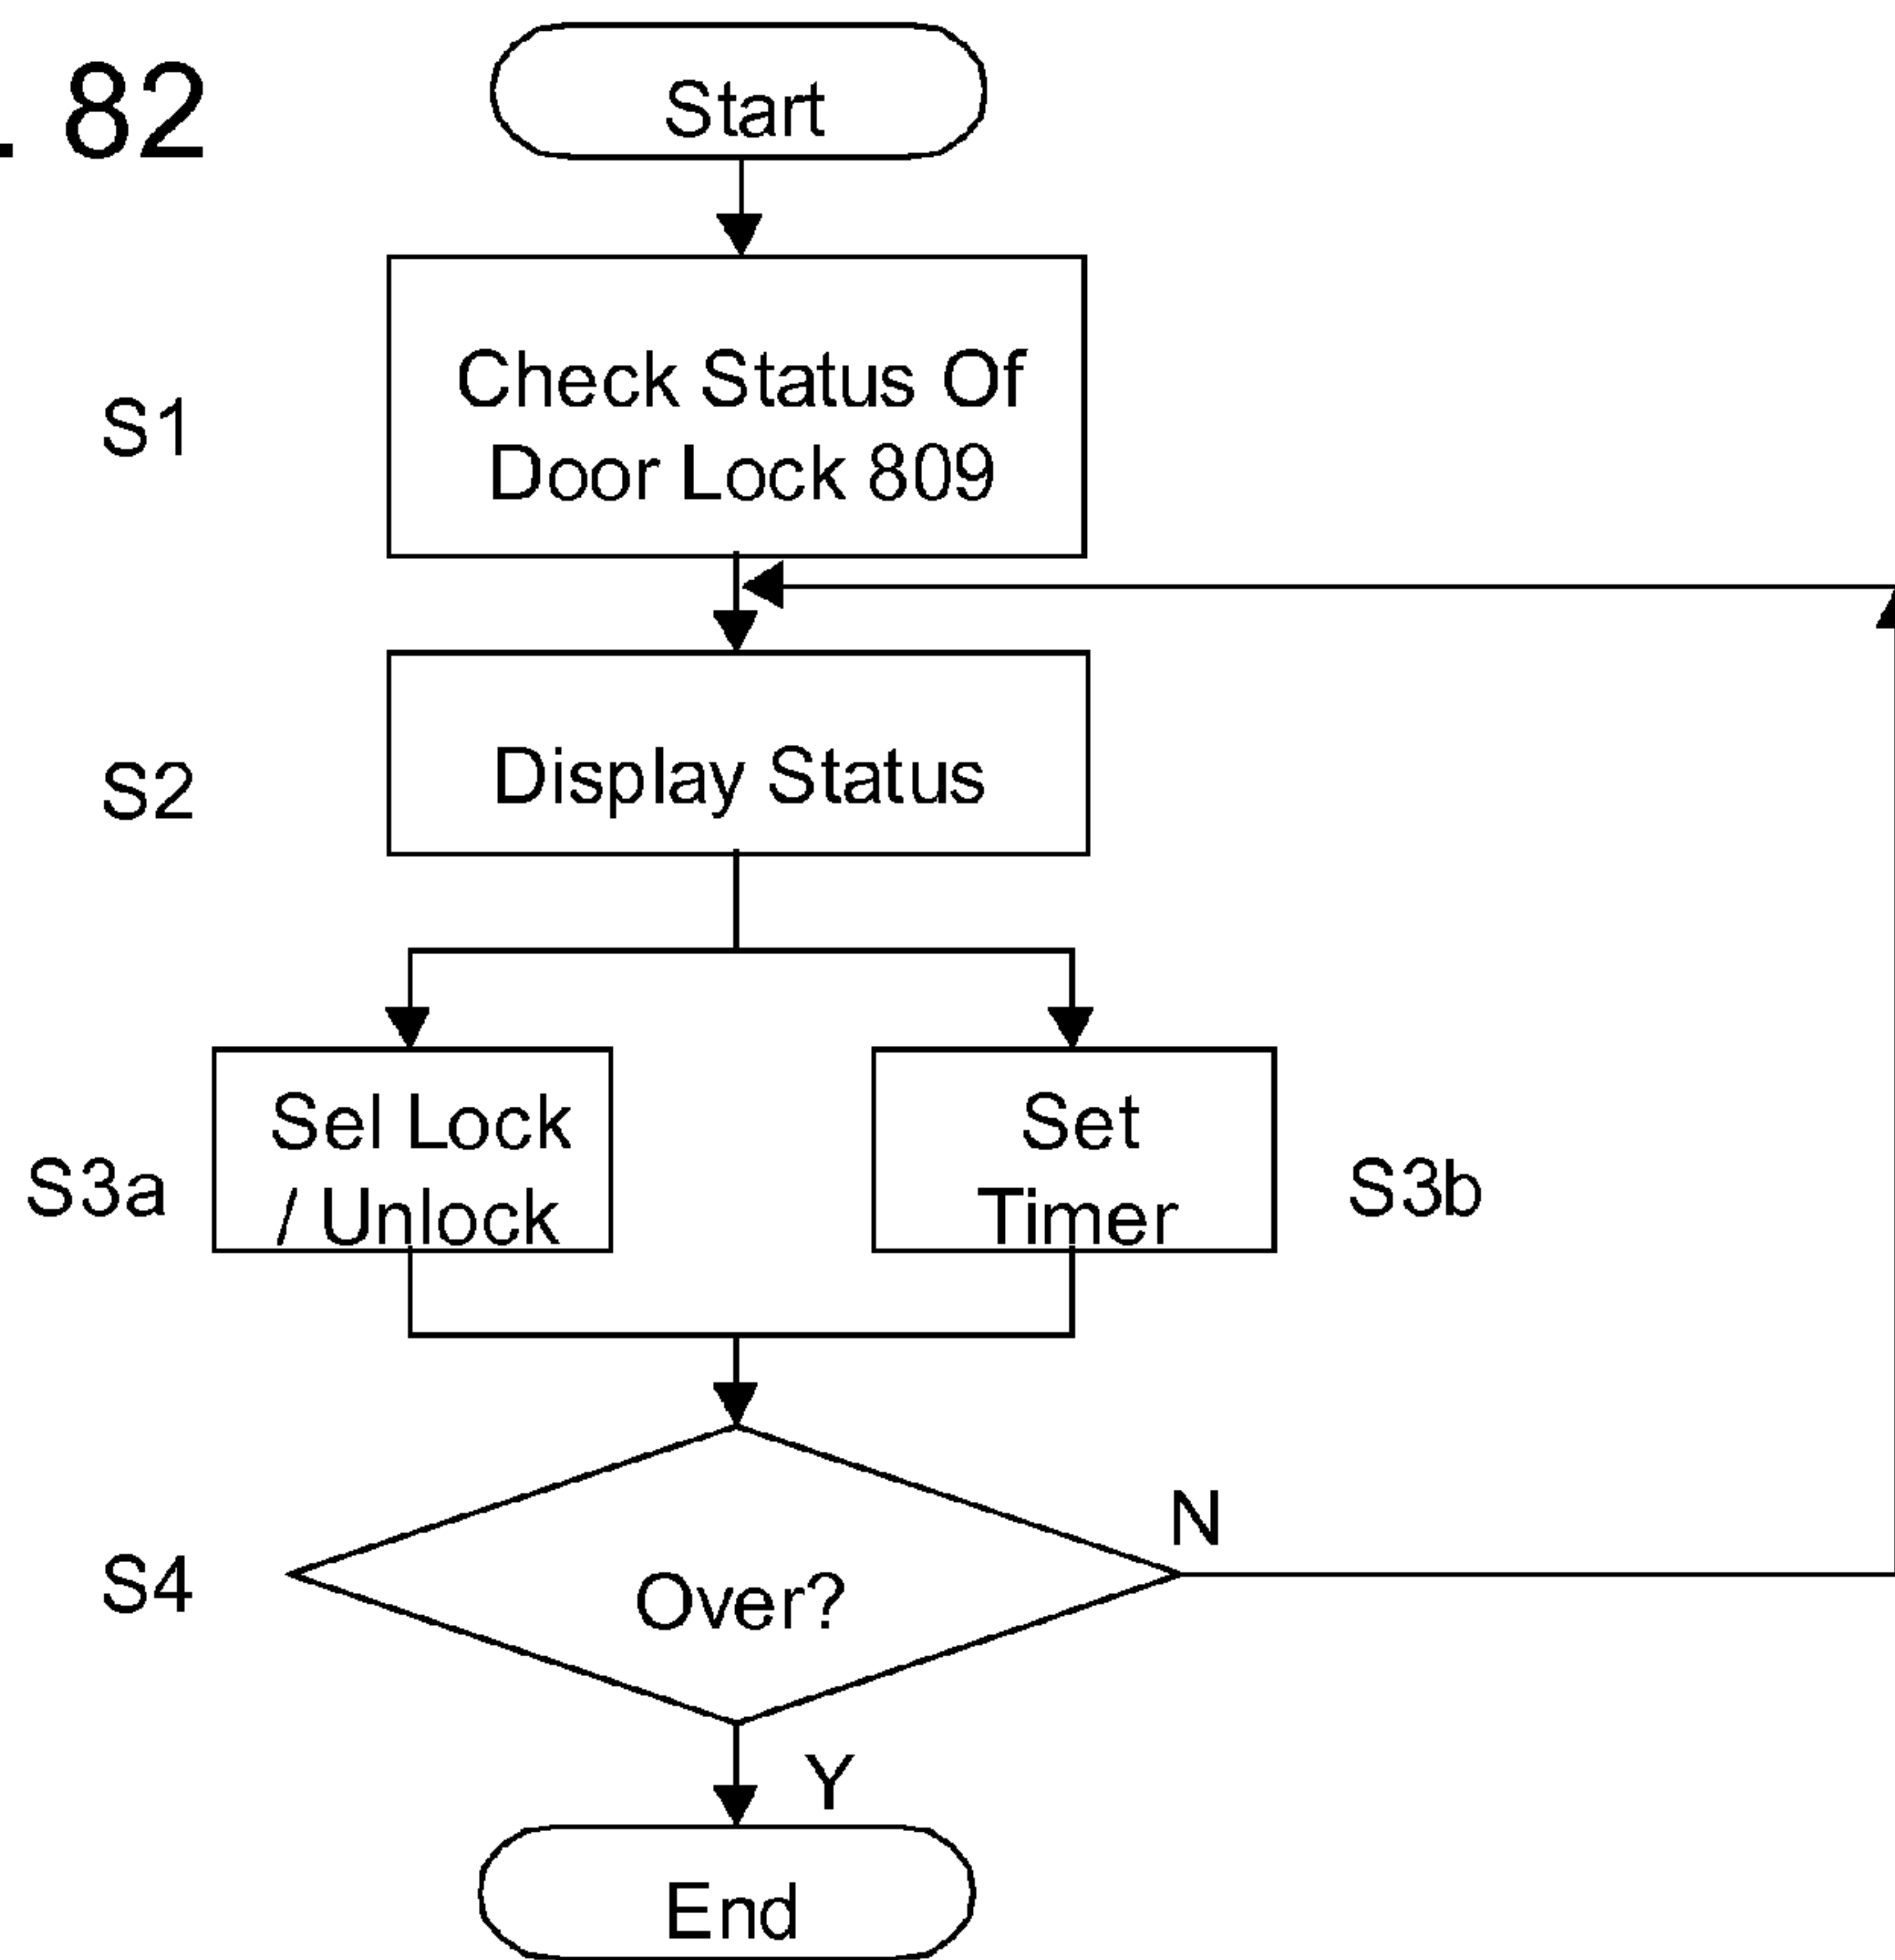 . 82
Start
S1
Check Status Of
Door Lock 809
S2
Display Status
S3a
Sel Lock
/ Unlock
Set
Timer
S3b
S4
Over?
N
Y
End